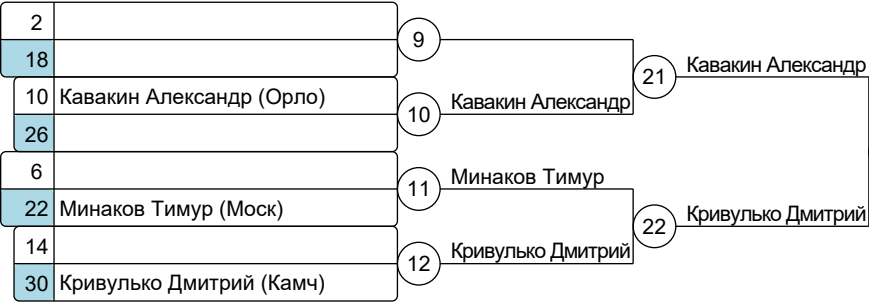 2
9
18
21
Кавакин Александр
10 Кавакин Александр (Орло)
10
Кавакин Александр
26
6
11
Минаков Тимур
22 Минаков Тимур (Моск)
22
Кривулько Дмитрий
14
12
Кривулько Дмитрий
30 Кривулько Дмитрий (Камч)